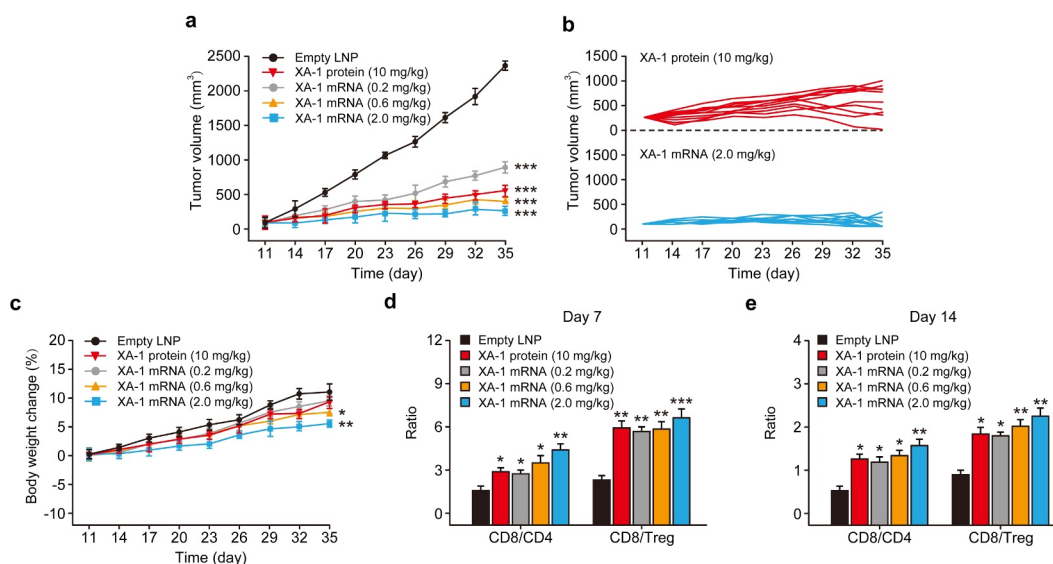 a
Tumor volume (mm3)
2500
2000
1500
1000
500
0
Empty LNP
XA-1 protein (10 mg/kg)
XA-1 mRNA (0.2 mg/kg)
XA-1 mRNA (0.6 mg/kg)
XA-1 mRNA (2.0 mg/kg)
***
***
***
***
11 14 17 20 23 26 29 32 35
Time (day)
b
Tumor volume (mm3)
1500
1000
500
0
1500
1000
500
0
XA-1 protein (10 mg/kg)
XA-1 mRNA (2.0 mg/kg)
11 14 17 20 23 26 29 32 35
Time (day)
c
Body weight change (%)
20
15
10
5
0
-5
-10
Empty LNP
XA-1 protein (10 mg/kg)
XA-1 mRNA (0.2 mg/kg)
XA-1 mRNA (0.6 mg/kg)
XA-1 mRNA (2.0 mg/kg)
*
**
11 14 17 20 23 26 29 32 35
Time (day)
d
Day 7
Ratio
12
9
6
3
0
Empty LNP
XA-1 protein (10 mg/kg)
XA-1 mRNA (0.2 mg/kg)
XA-1 mRNA (0.6 mg/kg)
XA-1 mRNA (2.0 mg/kg)
* * * ** ** ** ** ***
CD8/CD4 CD8/Treg
e
Day 14
Ratio
4
3
2
1
0
Empty LNP
XA-1 protein (10 mg/kg)
XA-1 mRNA (0.2 mg/kg)
XA-1 mRNA (0.6 mg/kg)
XA-1 mRNA (2.0 mg/kg)
* * * ** * * ** **
CD8/CD4 CD8/Treg